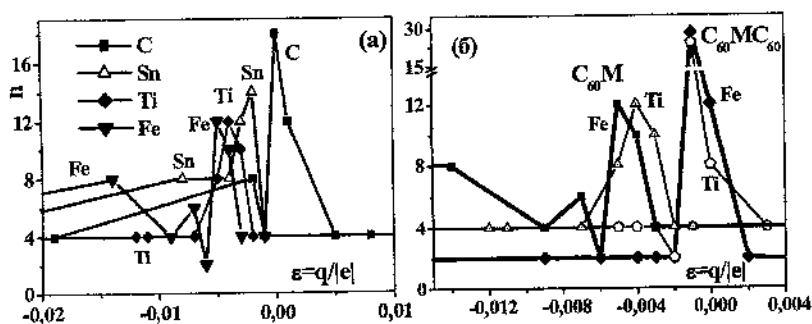 (a)
C
Sn
Ti
Fe
C
Sn
Ti
Fe
Sn
Fe
Ti
n
16
12
8
4
0
ε=q/|e|
-0,02 -0,01 0,00 0,01
(б)
C₆₀MC₆₀
C₆₀M
Ti
Fe
Fe
Ti
30
15
12
8
4
0
ε=q/|e|
-0,012 -0,008 -0,004 0,000 0,004